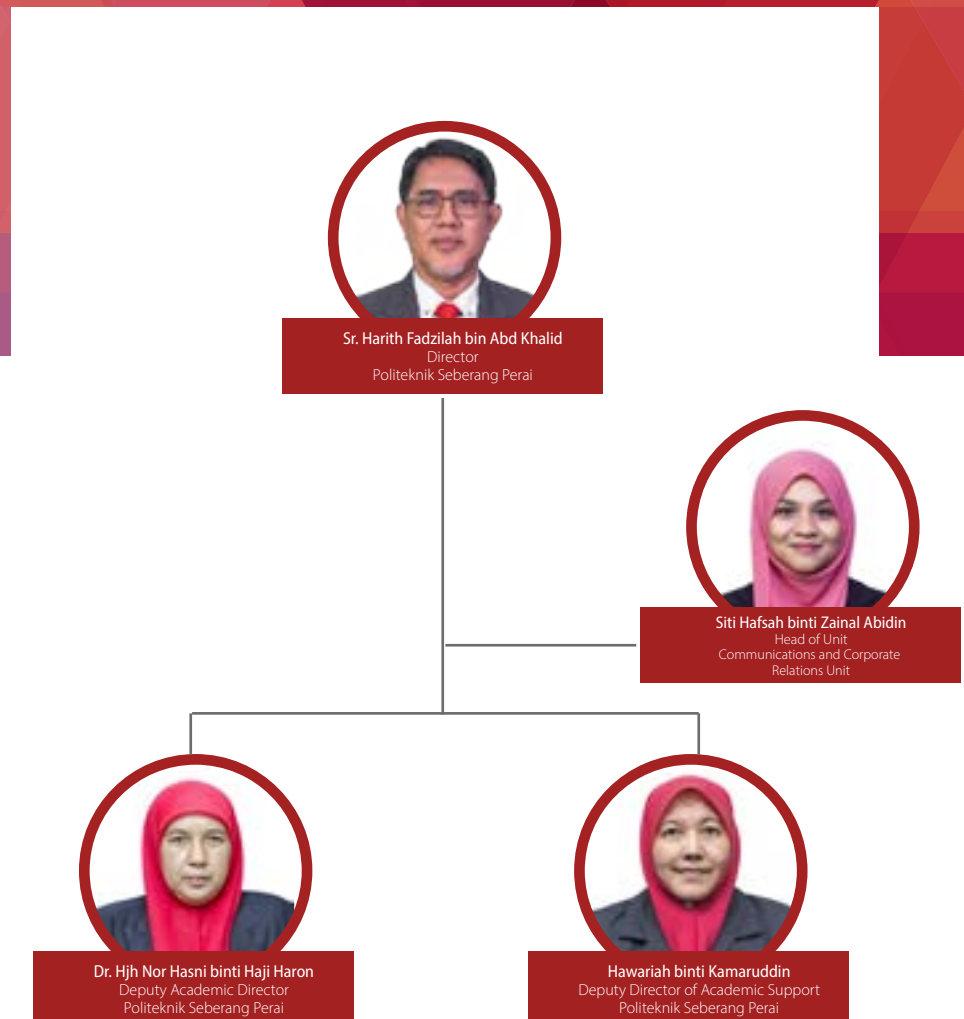 Sr. Harith Fadzilah bin Abd Khalid
Director
Politeknik Seberang Perai
Siti Hafsah binti Zainal Abidin
Head of Unit
Communications and Corporate
Relations Unit
Dr. Hjh Nor Hasni binti Haji Haron
Deputy Academic Director
Politeknik Seberang Perai
Hawariah binti Kamaruddin
Deputy Director of Academic Support
Politeknik Seberang Perai